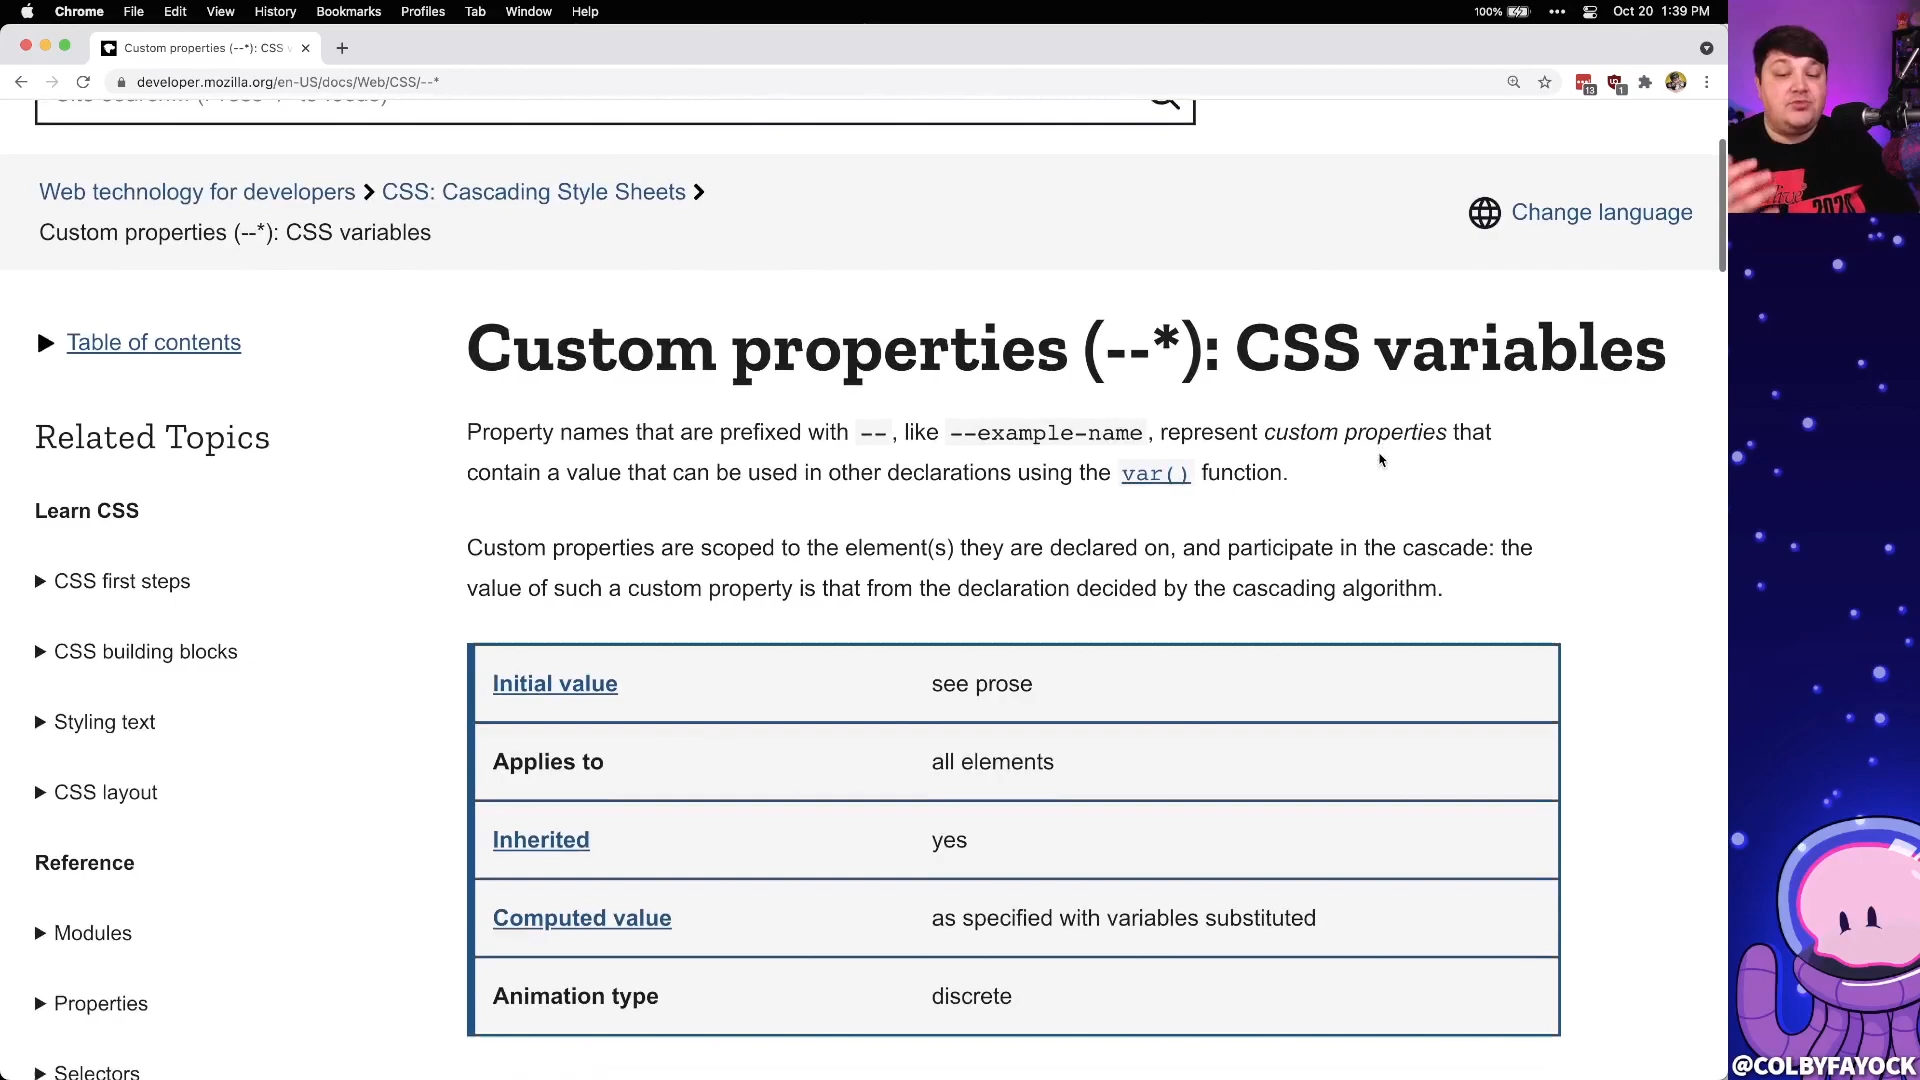 Chrome File Edit View History Bookmarks Profiles Tab Window Help 100% Oct 20 1:39 PM
Custom properties (--*): CSS v
developer.mozilla.org/en-US/docs/Web/CSS/--* 13 1
Web technology for developers CSS: Cascading Style Sheets
Custom properties (--*): CSS variables
Change language
Table of contents
Related Topics
Learn CSS
CSS first steps
CSS building blocks
Styling text
CSS layout
Reference
Modules
Properties
Selectors
Custom properties (--*): CSS variables
Property names that are prefixed with --, like --example-name, represent custom properties that
contain a value that can be used in other declarations using the var() function.
Custom properties are scoped to the element(s) they are declared on, and participate in the cascade: the
value of such a custom property is that from the declaration decided by the cascading algorithm.
Initial value see prose
Applies to all elements
Inherited yes
Computed value as specified with variables substituted
Animation type discrete
live
2020
@COLBYFAYOCK